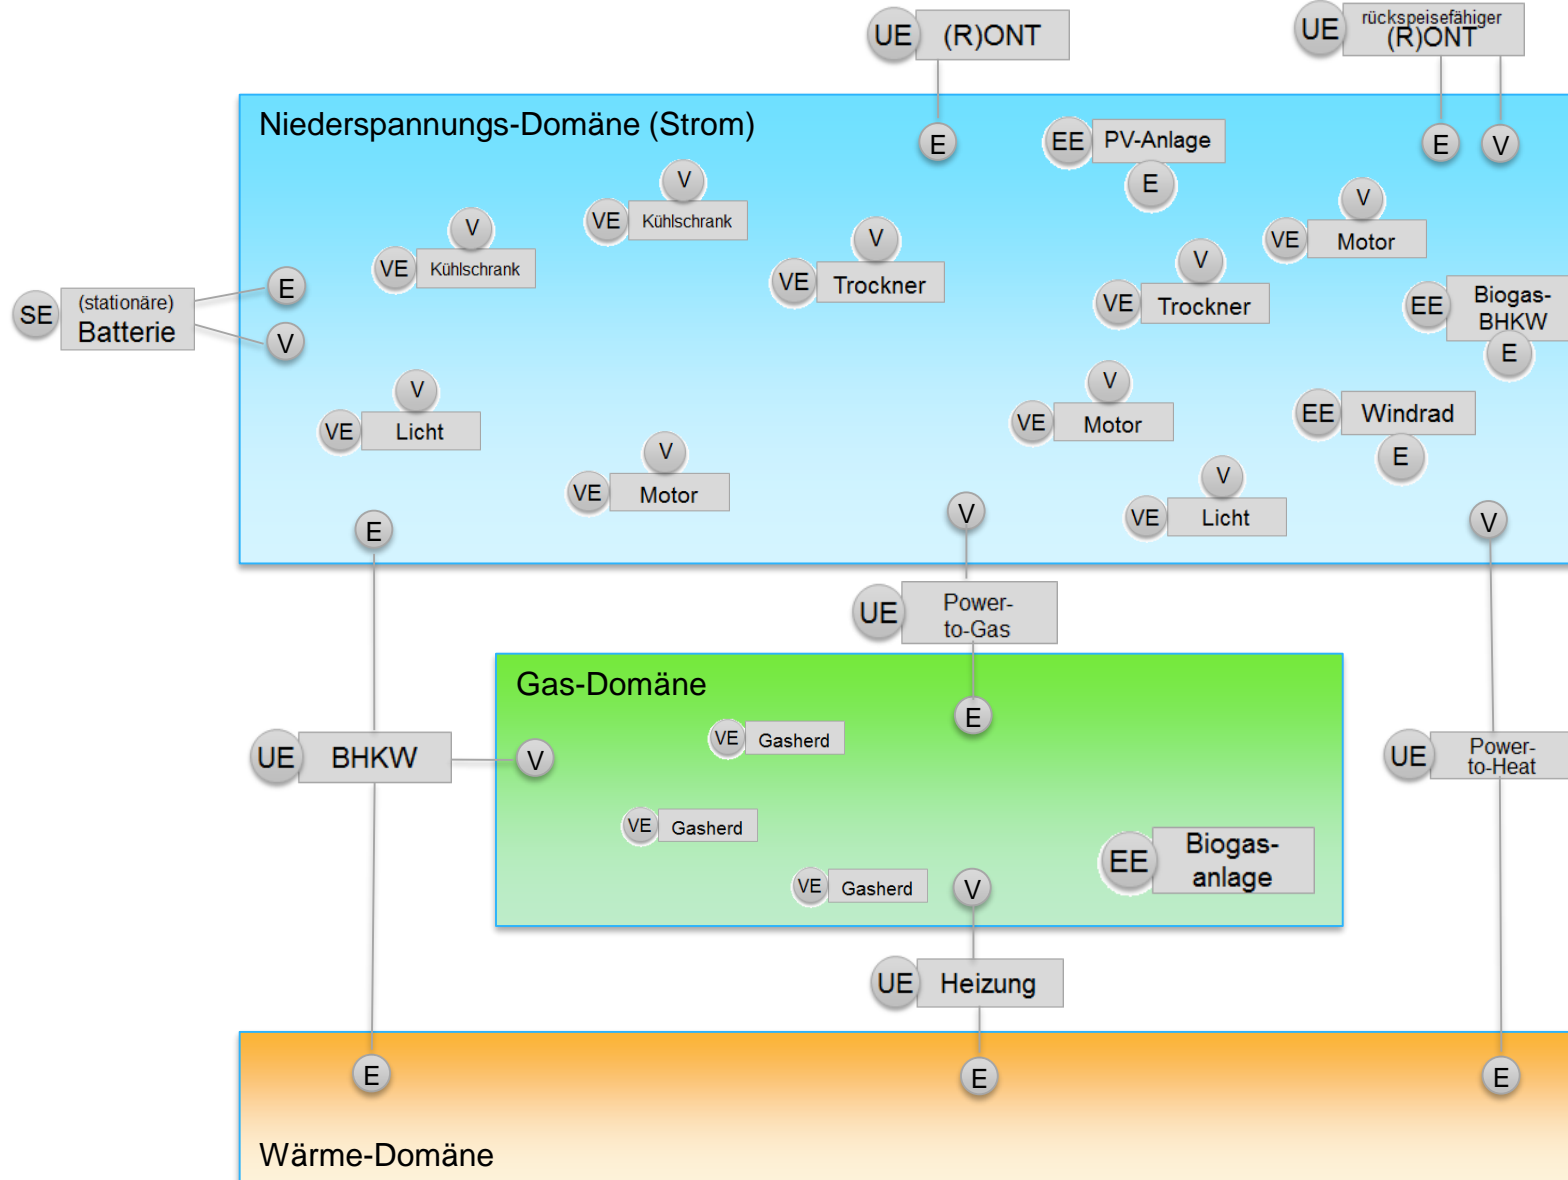 UE (R)ONT
UE rückspeisefähiger
(R)ONT
Niederspannungs-Domäne (Strom)
E
EE PV-Anlage
E
E
V
V
VE Kühlschrank
V
VE Kühlschrank
V
VE Trockner
V
VE Motor
V
VE Trockner
SE (stationäre)
Batterie
E
V
EE Biogas-
BHKW
E
V
VE Licht
V
VE Motor
EE Windrad
E
V
VE Motor
V
VE Licht
E
V
V
UE Power-
to-Gas
Gas-Domäne
E
VE Gasherd
UE BHKW
V
UE Power-
to-Heat
VE Gasherd
EE Biogas-
anlage
VE Gasherd
V
UE Heizung
E
E
E
Wärme-Domäne